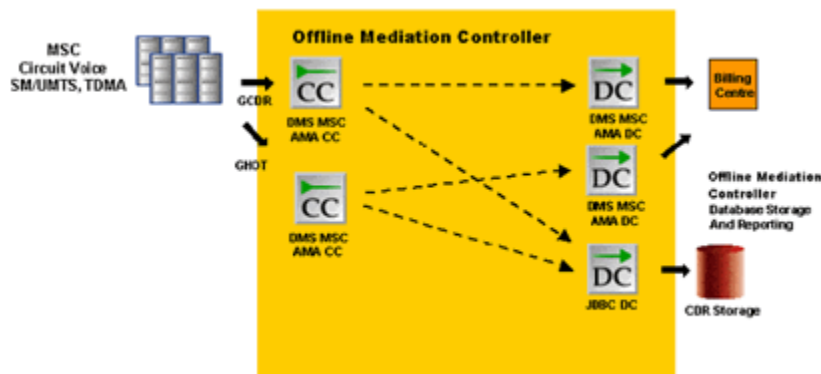 Offline Mediation Controller
MSC
Circuit Voice
SM/UMTS, TDMA
GCDR
GHOT
CC
DMS MSC
AMA CC
CC
DMS MSC
AMA CC
DC
DMS MSC
AMA DC
DC
DMS MSC
AMA DC
DC
JDBC DC
Billing
Centre
Offline Mediation
Controller
Database Storage
And Reporting
CDR Storage